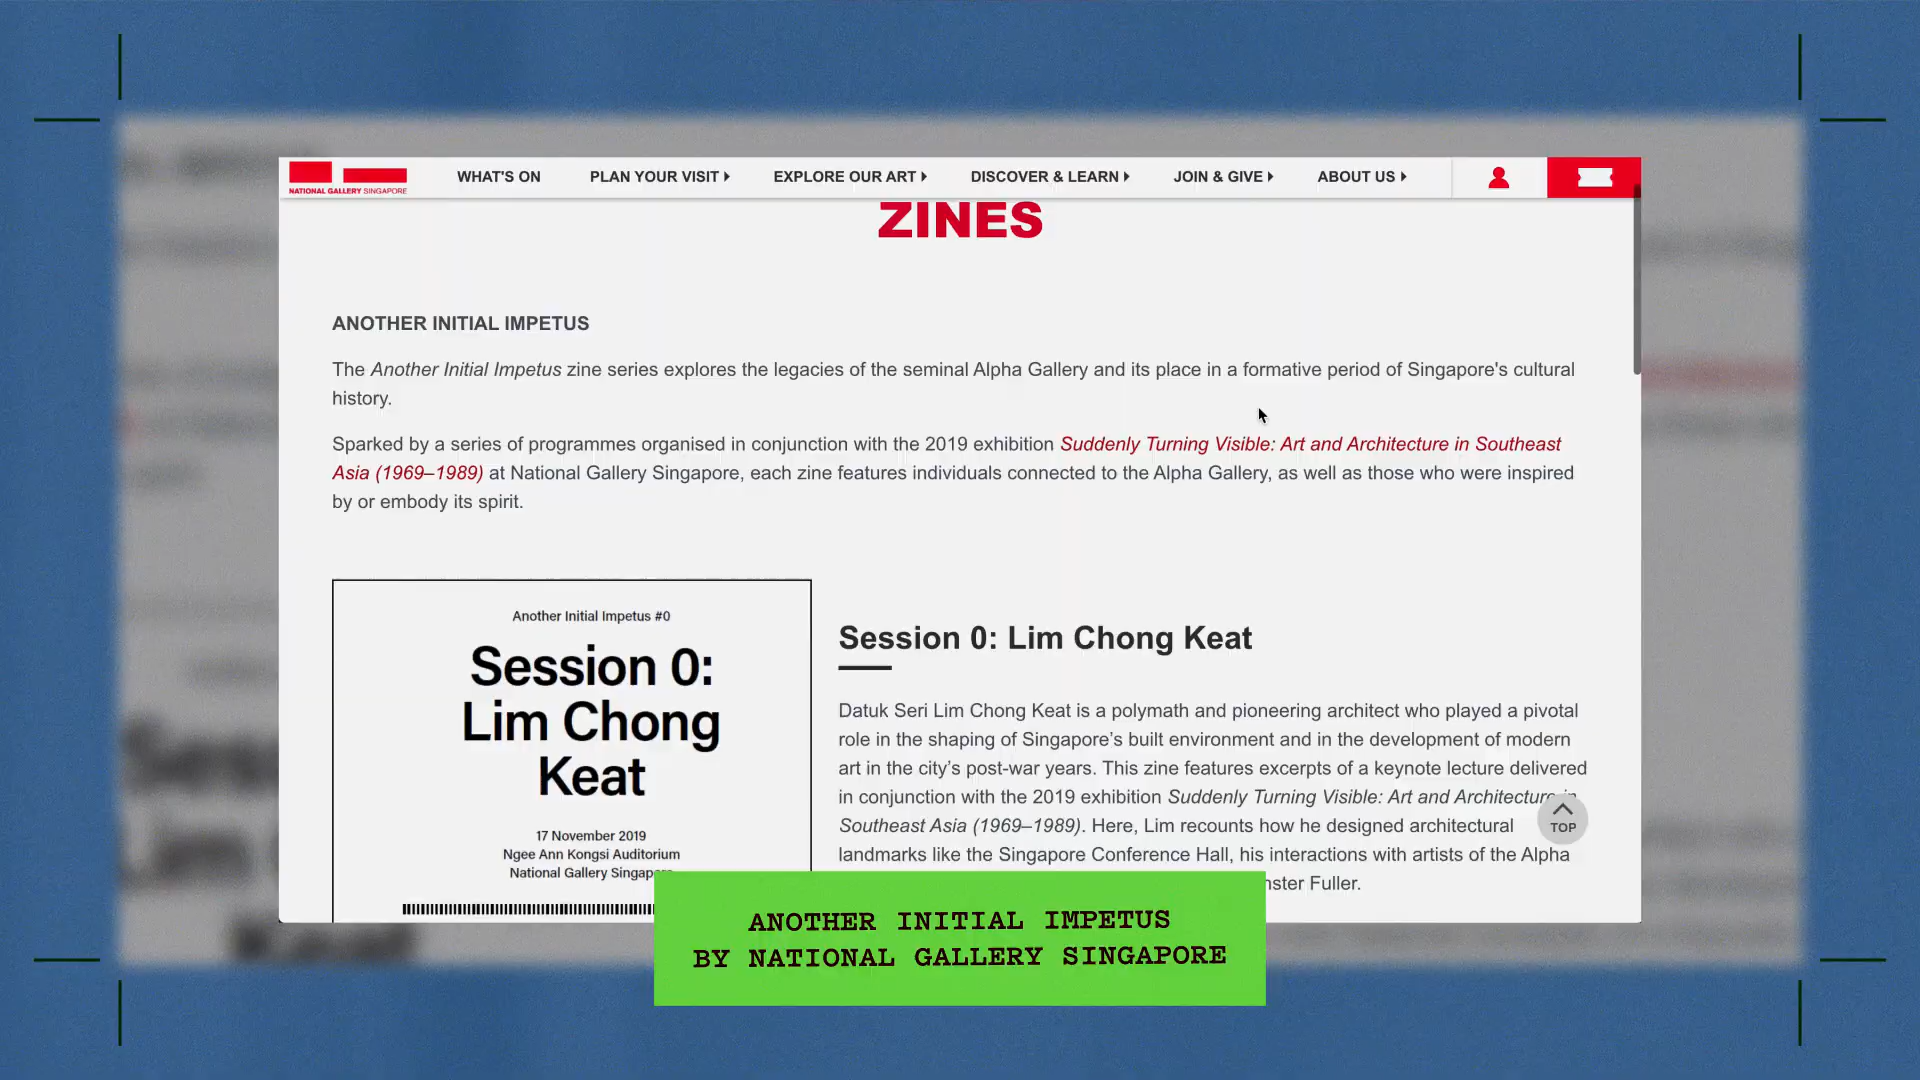 NATIONAL GALLERY SINGAPORE
WHAT'S ON
PLAN YOUR VISIT
EXPLORE OUR ART
DISCOVER & LEARN
JOIN & GIVE
ABOUT US
ZINES
ANOTHER INITIAL IMPETUS
The Another Initial Impetus zine series explores the legacies of the seminal Alpha Gallery and its place in a formative period of Singapore's cultural
history.
Sparked by a series of programmes organised in conjunction with the 2019 exhibition Suddenly Turning Visible: Art and Architecture in Southeast
Asia (1969–1989) at National Gallery Singapore, each zine features individuals connected to the Alpha Gallery, as well as those who were inspired
by or embody its spirit.
Another Initial Impetus #0
Session 0:
Lim Chong
Keat
17 November 2019
Ngee Ann Kongsi Auditorium
National Gallery Singapore
Session 0: Lim Chong Keat
Datuk Seri Lim Chong Keat is a polymath and pioneering architect who played a pivotal
role in the shaping of Singapore’s built environment and in the development of modern
art in the city’s post-war years. This zine features excerpts of a keynote lecture delivered
in conjunction with the 2019 exhibition Suddenly Turning Visible: Art and Architecture in
Southeast Asia (1969–1989). Here, Lim recounts how he designed architectural
landmarks like the Singapore Conference Hall, his interactions with artists of the Alpha
Fuller.
TOP
ANOTHER INITIAL IMPETUS
BY NATIONAL GALLERY SINGAPORE